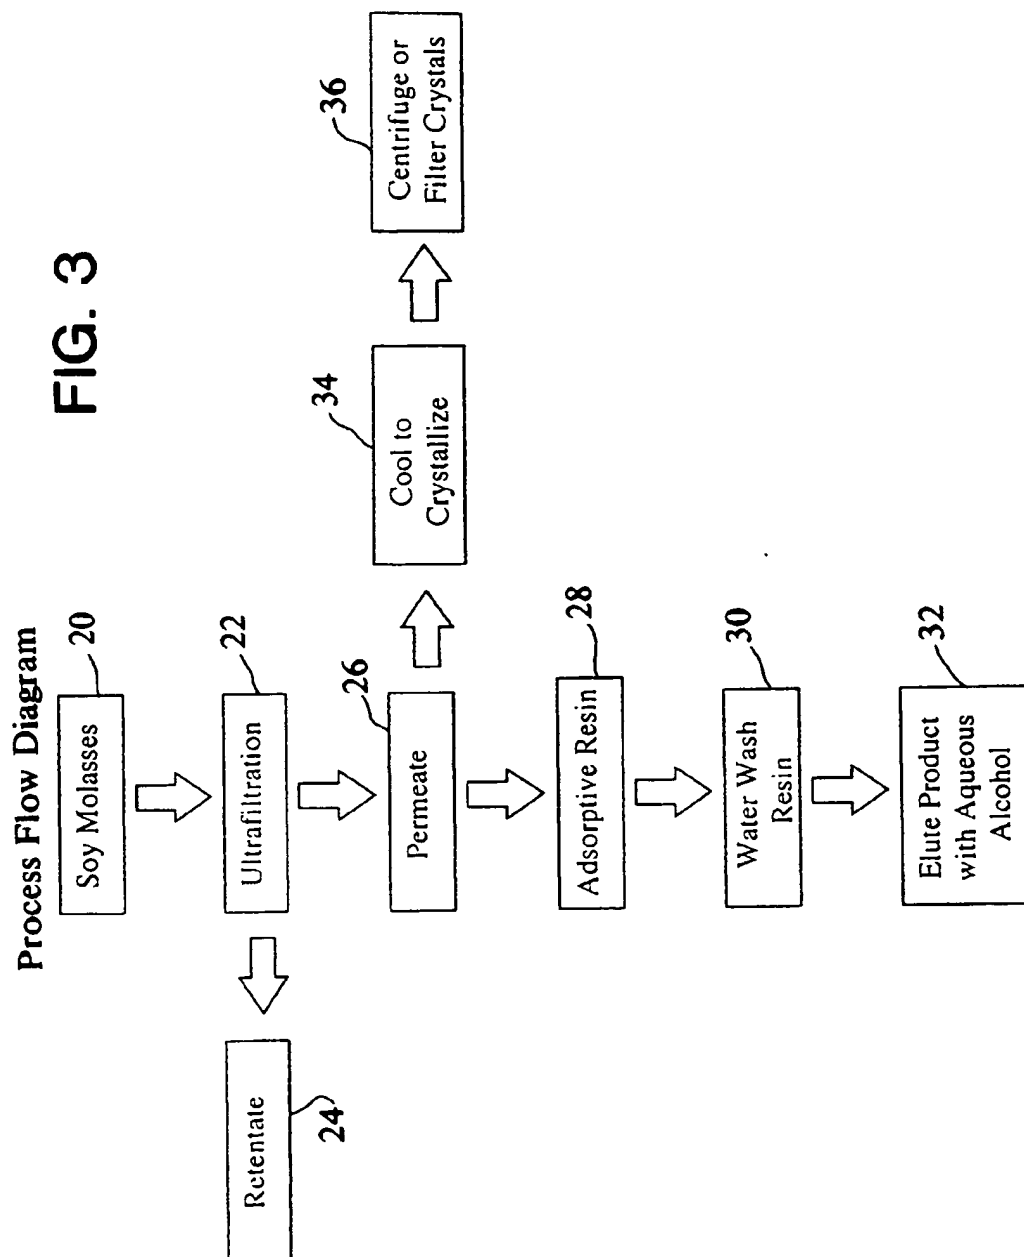 FIG. 3
Process Flow Diagram
Soy Molasses
20
Ultrafiltration
22
Retentate
24
Permeate
26
Adsorptive Resin
28
Water Wash
Resin
30
Elute Product
with Aqueous
Alcohol
32
Cool to
Crystallize
34
Centrifuge or
Filter Crystals
36